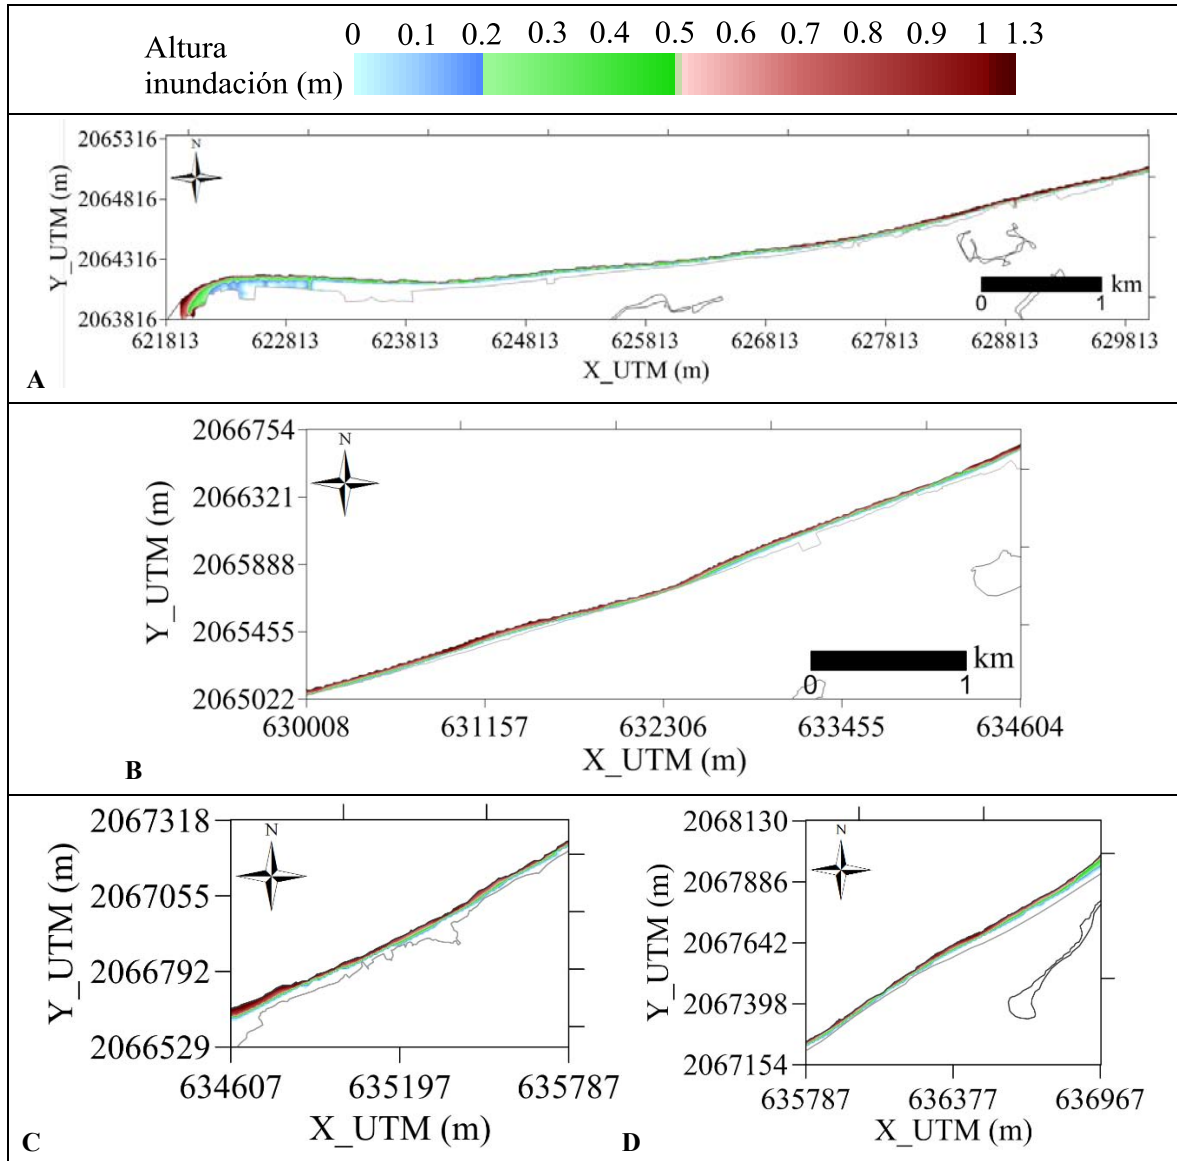 0 0.1 0.2 0.3 0.4 0.5 0.6 0.7 0.8 0.9 1 1.3
Altura
inundación (m)
2065316
N
2064816
2064316
2063816
Y_UTM (m)
km
0 1
621813 622813 623813 624813 625813 626813 627813 628813 629813
X_UTM (m)
A
2066754
N
2066321
2065888
2065455
2065022
Y_UTM (m)
km
0 1
630008 631157 632306 633455 634604
X_UTM (m)
B
2067318
N
2067055
2066792
2066529
Y_UTM (m)
634607 635197 635787
X_UTM (m)
C
2068130
N
2067886
2067642
2067398
2067154
Y_UTM (m)
635787 636377 636967
X_UTM (m)
D